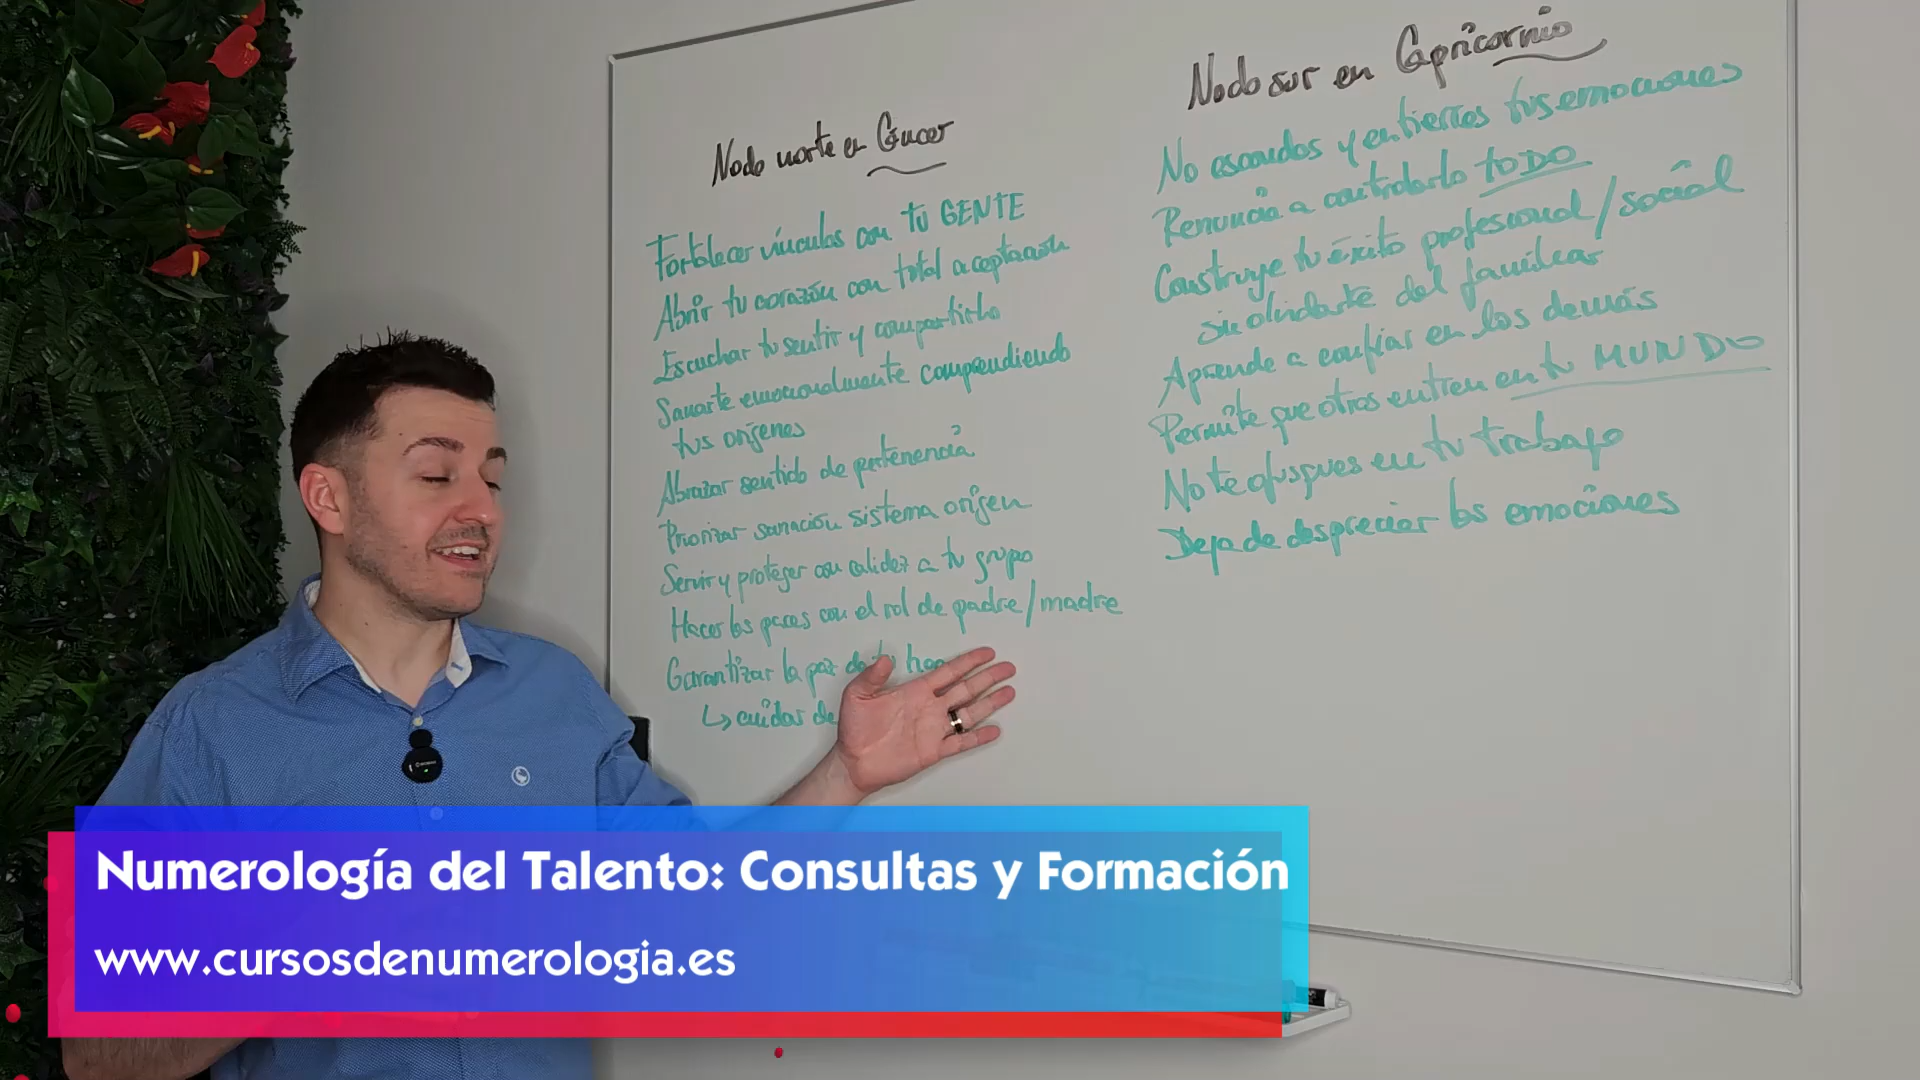 Nodo norte en Cáncer
Fortalecer vínculos con tu GENTE
Abrir tu corazón con total aceptación
Escuchar tu sentir y compartirlo
Sanarte emocionalmente comprendiendo
tus orígenes
Abrazar sentido de pertenencia
Priorizar sanación sistema origen
Servir y proteger con calidez a tu grupo
Hacer las paces con el rol de padre/madre
Garantizar la paz de tu
↳ cuidar de
Nodo sur en Capricornio
No escondas y entierres tus emociones
Renuncia a controlarlo TODO
Construye tu éxito profesional/social
sin olvidarte del familiar
Aprende a confiar en los demás
Permite que otros entren en tu MUNDO
No te ofusques en tu trabajo
Deja de despreciar las emociones
Numerología del Talento: Consultas y Formación
www.cursosdenumerologia.es